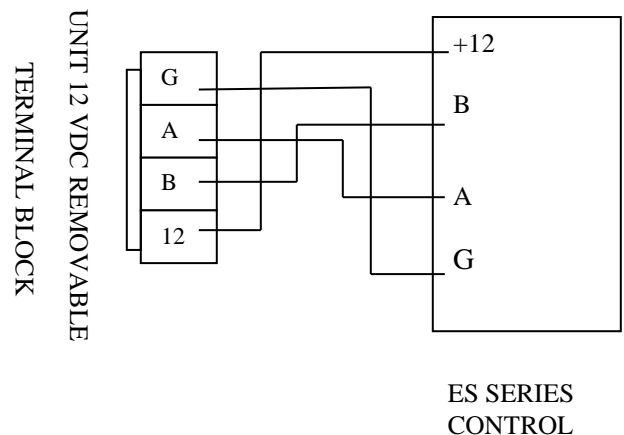 UNIT 12 VDC REMOVABLE
TERMINAL BLOCK
G
A
B
12
+12
B
A
G
ES SERIES
CONTROL